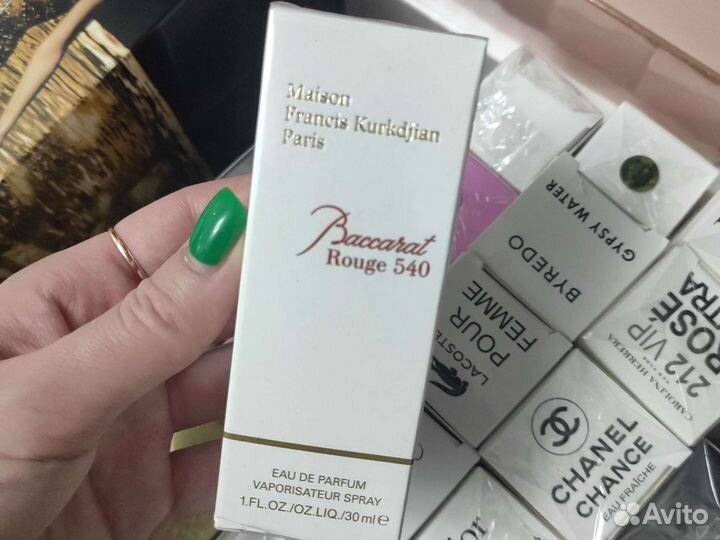 Maison
Francis Kurkdjian
Paris
Baccarat
Rouge 540
EAU DE PARFUM
VAPORISATEUR SPRAY
1.FL.OZ./OZ.LIQ./30 ml e
BYREDO
GYPSY WATER
LACOSTE
POUR
FEMME
212 VIP
ROSÉ
CAROLINA HERRERA
CHANEL
CHANCE
EAU FRAÎCHE
Avito